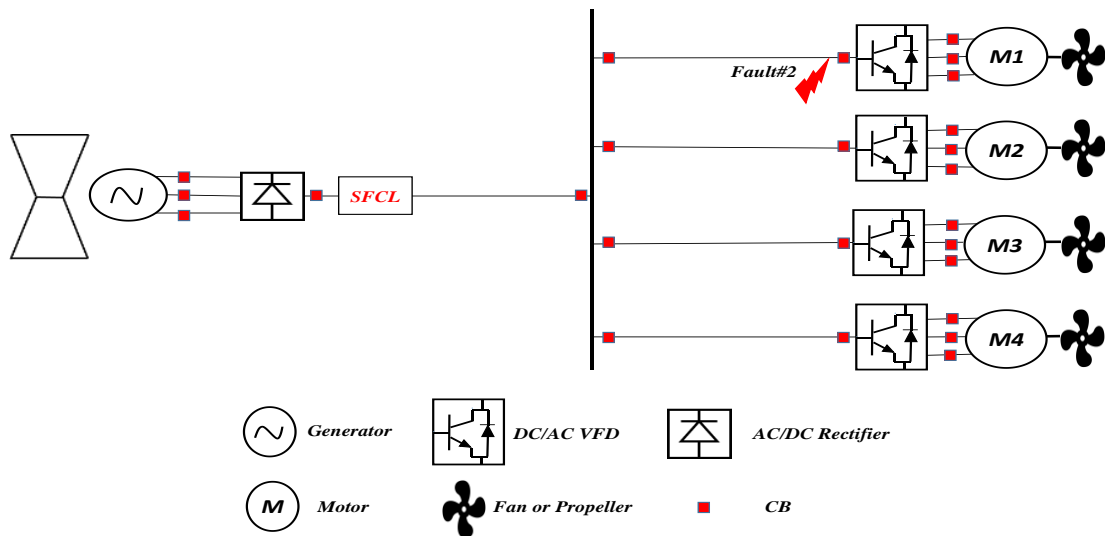 Fault#2
M1
M2
SFCL
M3
M4
Generator
DC/AC VFD
AC/DC Rectifier
M
Motor
Fan or Propeller
CB